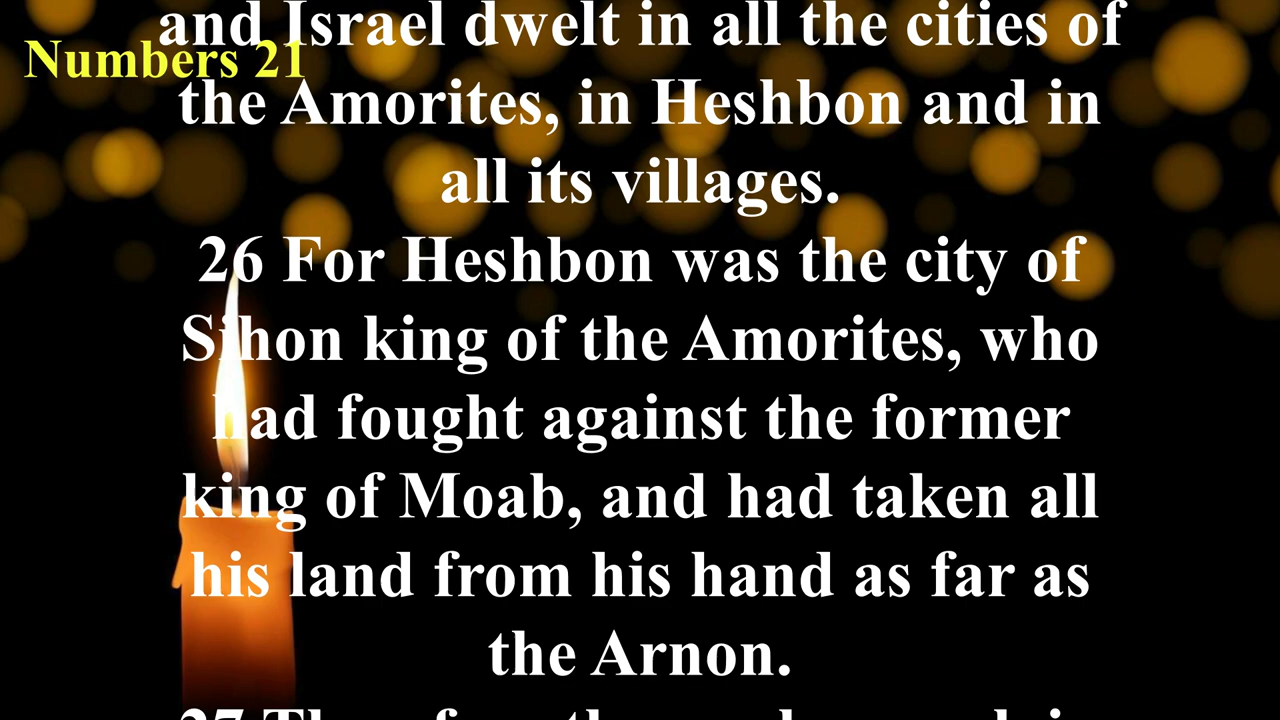 and Israel dwelt in all the cities of
Numbers 21
the Amorites, in Heshbon and in
all its villages.
26 For Heshbon was the city of
Sihon king of the Amorites, who
had fought against the former
king of Moab, and had taken all
his land from his hand as far as
the Arnon.